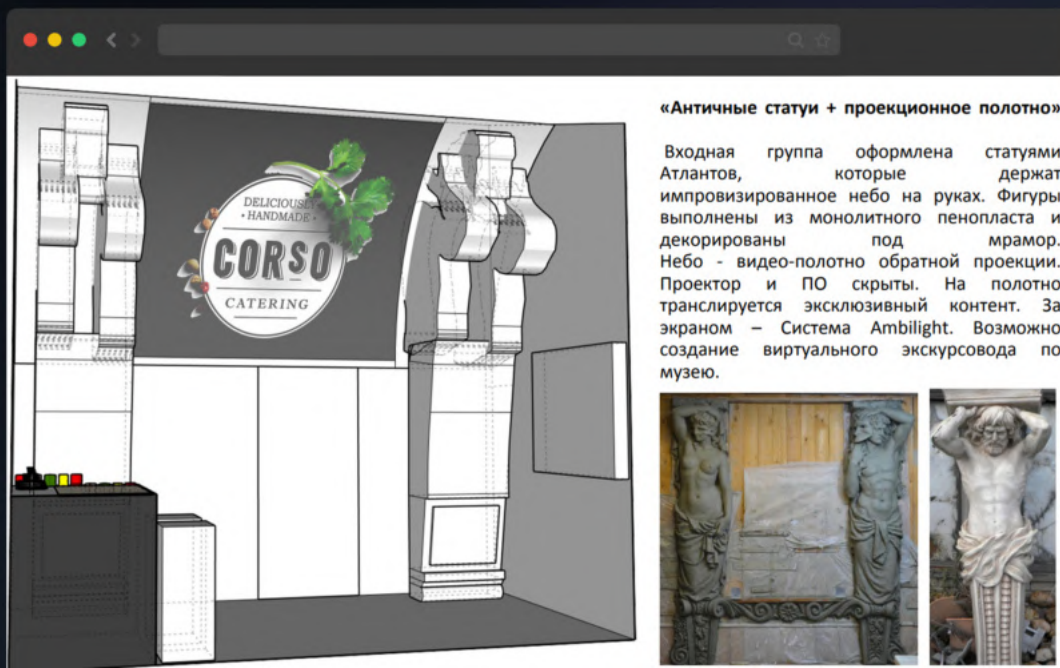 DELICIOUSLY
• HANDMADE •
CORSO
CATERING
«Античные статуи + проекционное полотно»
Входная группа оформлена статуями
Атлантов, которые держат
импровизированное небо на руках. Фигуры
выполнены из монолитного пенопласта и
декорированы под мрамор.
Небо - видео-полотно обратной проекции.
Проектор и ПО скрыты. На полотно
транслируется эксклюзивный контент. За
экраном – Система Ambilight. Возможно
создание виртуального экскурсовода по
музею.